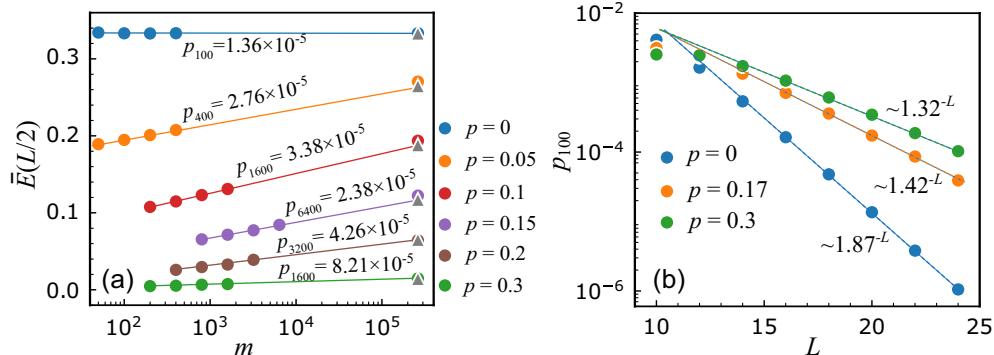 Ē(L/2)
0.3
0.2
0.1
0.0
p₁₀₀=1.36×10⁻⁵
p₄₀₀= 2.76×10⁻⁵
p₁₆₀₀= 3.38×10⁻⁵
p₆₄₀₀= 2.38×10⁻⁵
p₃₂₀₀= 4.26×10⁻⁵
p₁₆₀₀= 8.21×10⁻⁵
(a)
10² 10³ 10⁴ 10⁵
m
p = 0
p = 0.05
p = 0.1
p = 0.15
p = 0.2
p = 0.3
p₁₀₀
10⁻²
10⁻⁴
10⁻⁶
~1.32⁻ᴸ
~1.42⁻ᴸ
~1.87⁻ᴸ
p = 0
p = 0.17
p = 0.3
(b)
10 15 20 25
L